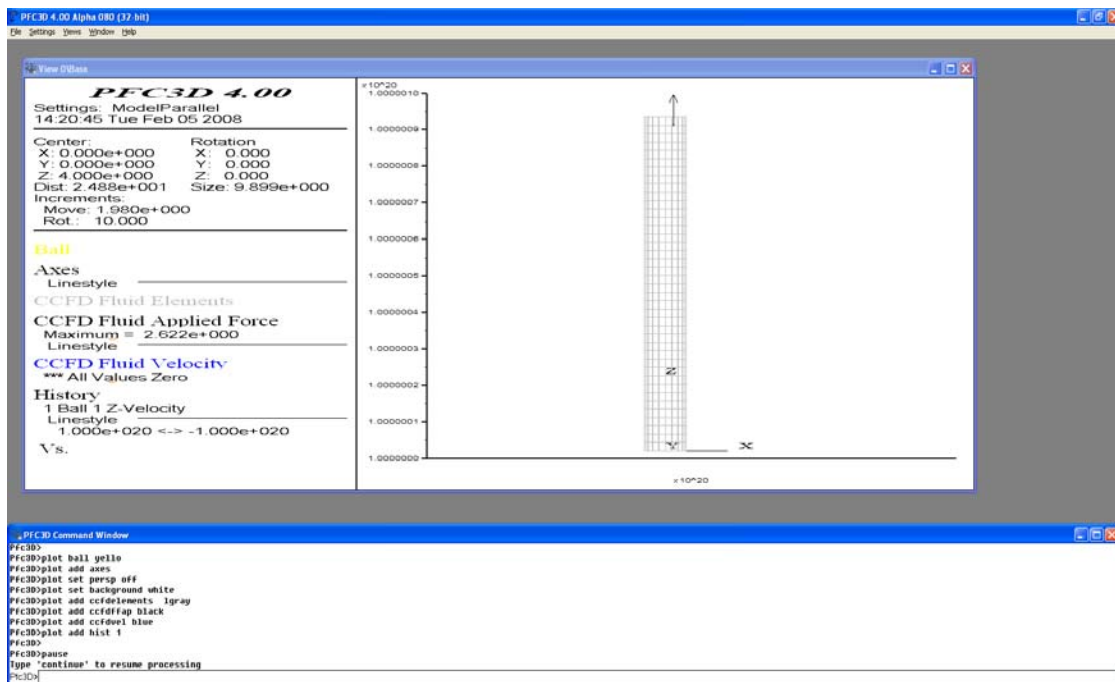 PFC3D 4.00 Alpha 080 (32-bit)
File Settings Views Window Help
View OVBase
PFC3D 4.00
Settings: ModelParallel
14:20:45 Tue Feb 05 2008
Center: Rotation
X: 0.000e+000 X: 0.000
Y: 0.000e+000 Y: 0.000
Z: 4.000e+000 Z: 0.000
Dist: 2.488e+001 Size: 9.899e+000
Increments:
Move: 1.980e+000
Rot.: 10.000
Ball
Axes
Linestyle
CCFD Fluid Elements
CCFD Fluid Applied Force
Maximum = 2.622e+000
Linestyle
CCFD Fluid Velocity
*** All Values Zero
History
1 Ball 1 Z-Velocity
Linestyle
1.000e+020 <-> -1.000e+020
Vs.
x10^20
1.0000010
1.0000009
1.0000008
1.0000007
1.0000006
1.0000005
1.0000004
1.0000003
1.0000002
1.0000001
1.0000000
Z
Y X
x10^20
PFC3D Command Window
Pfc3D>
Pfc3D>plot ball yello
Pfc3D>plot add axes
Pfc3D>plot set persp off
Pfc3D>plot set background white
Pfc3D>plot add ccfdelements lgray
Pfc3D>plot add ccfdffap black
Pfc3D>plot add ccfdvel blue
Pfc3D>plot add hist 1
Pfc3D>
Pfc3D>pause
Type 'continue' to resume processing
Pfc3D>